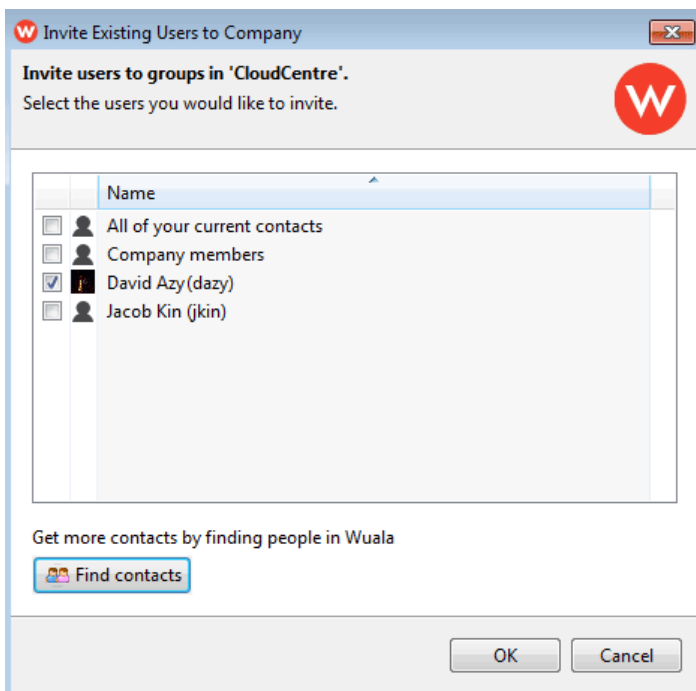 W Invite Existing Users to Company
Invite users to groups in 'CloudCentre'.
Select the users you would like to invite.
W
Name
All of your current contacts
Company members
David Azy(dazy)
Jacob Kin (jkin)
Get more contacts by finding people in Wuala
Find contacts
OK Cancel